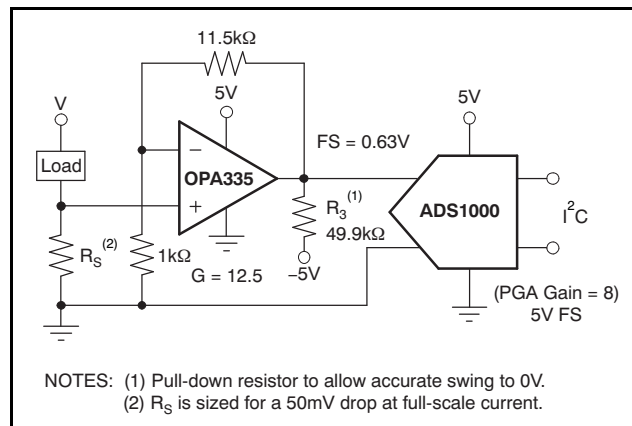 11.5kΩ
V
5V
5V
FS = 0.63V
Load
−
OPA335
+
R3(1)
49.9kΩ
ADS1000
I2C
RS(2)
1kΩ
G = 12.5
−5V
(PGA Gain = 8)
5V FS
NOTES: (1) Pull-down resistor to allow accurate swing to 0V.
(2) RS is sized for a 50mV drop at full-scale current.